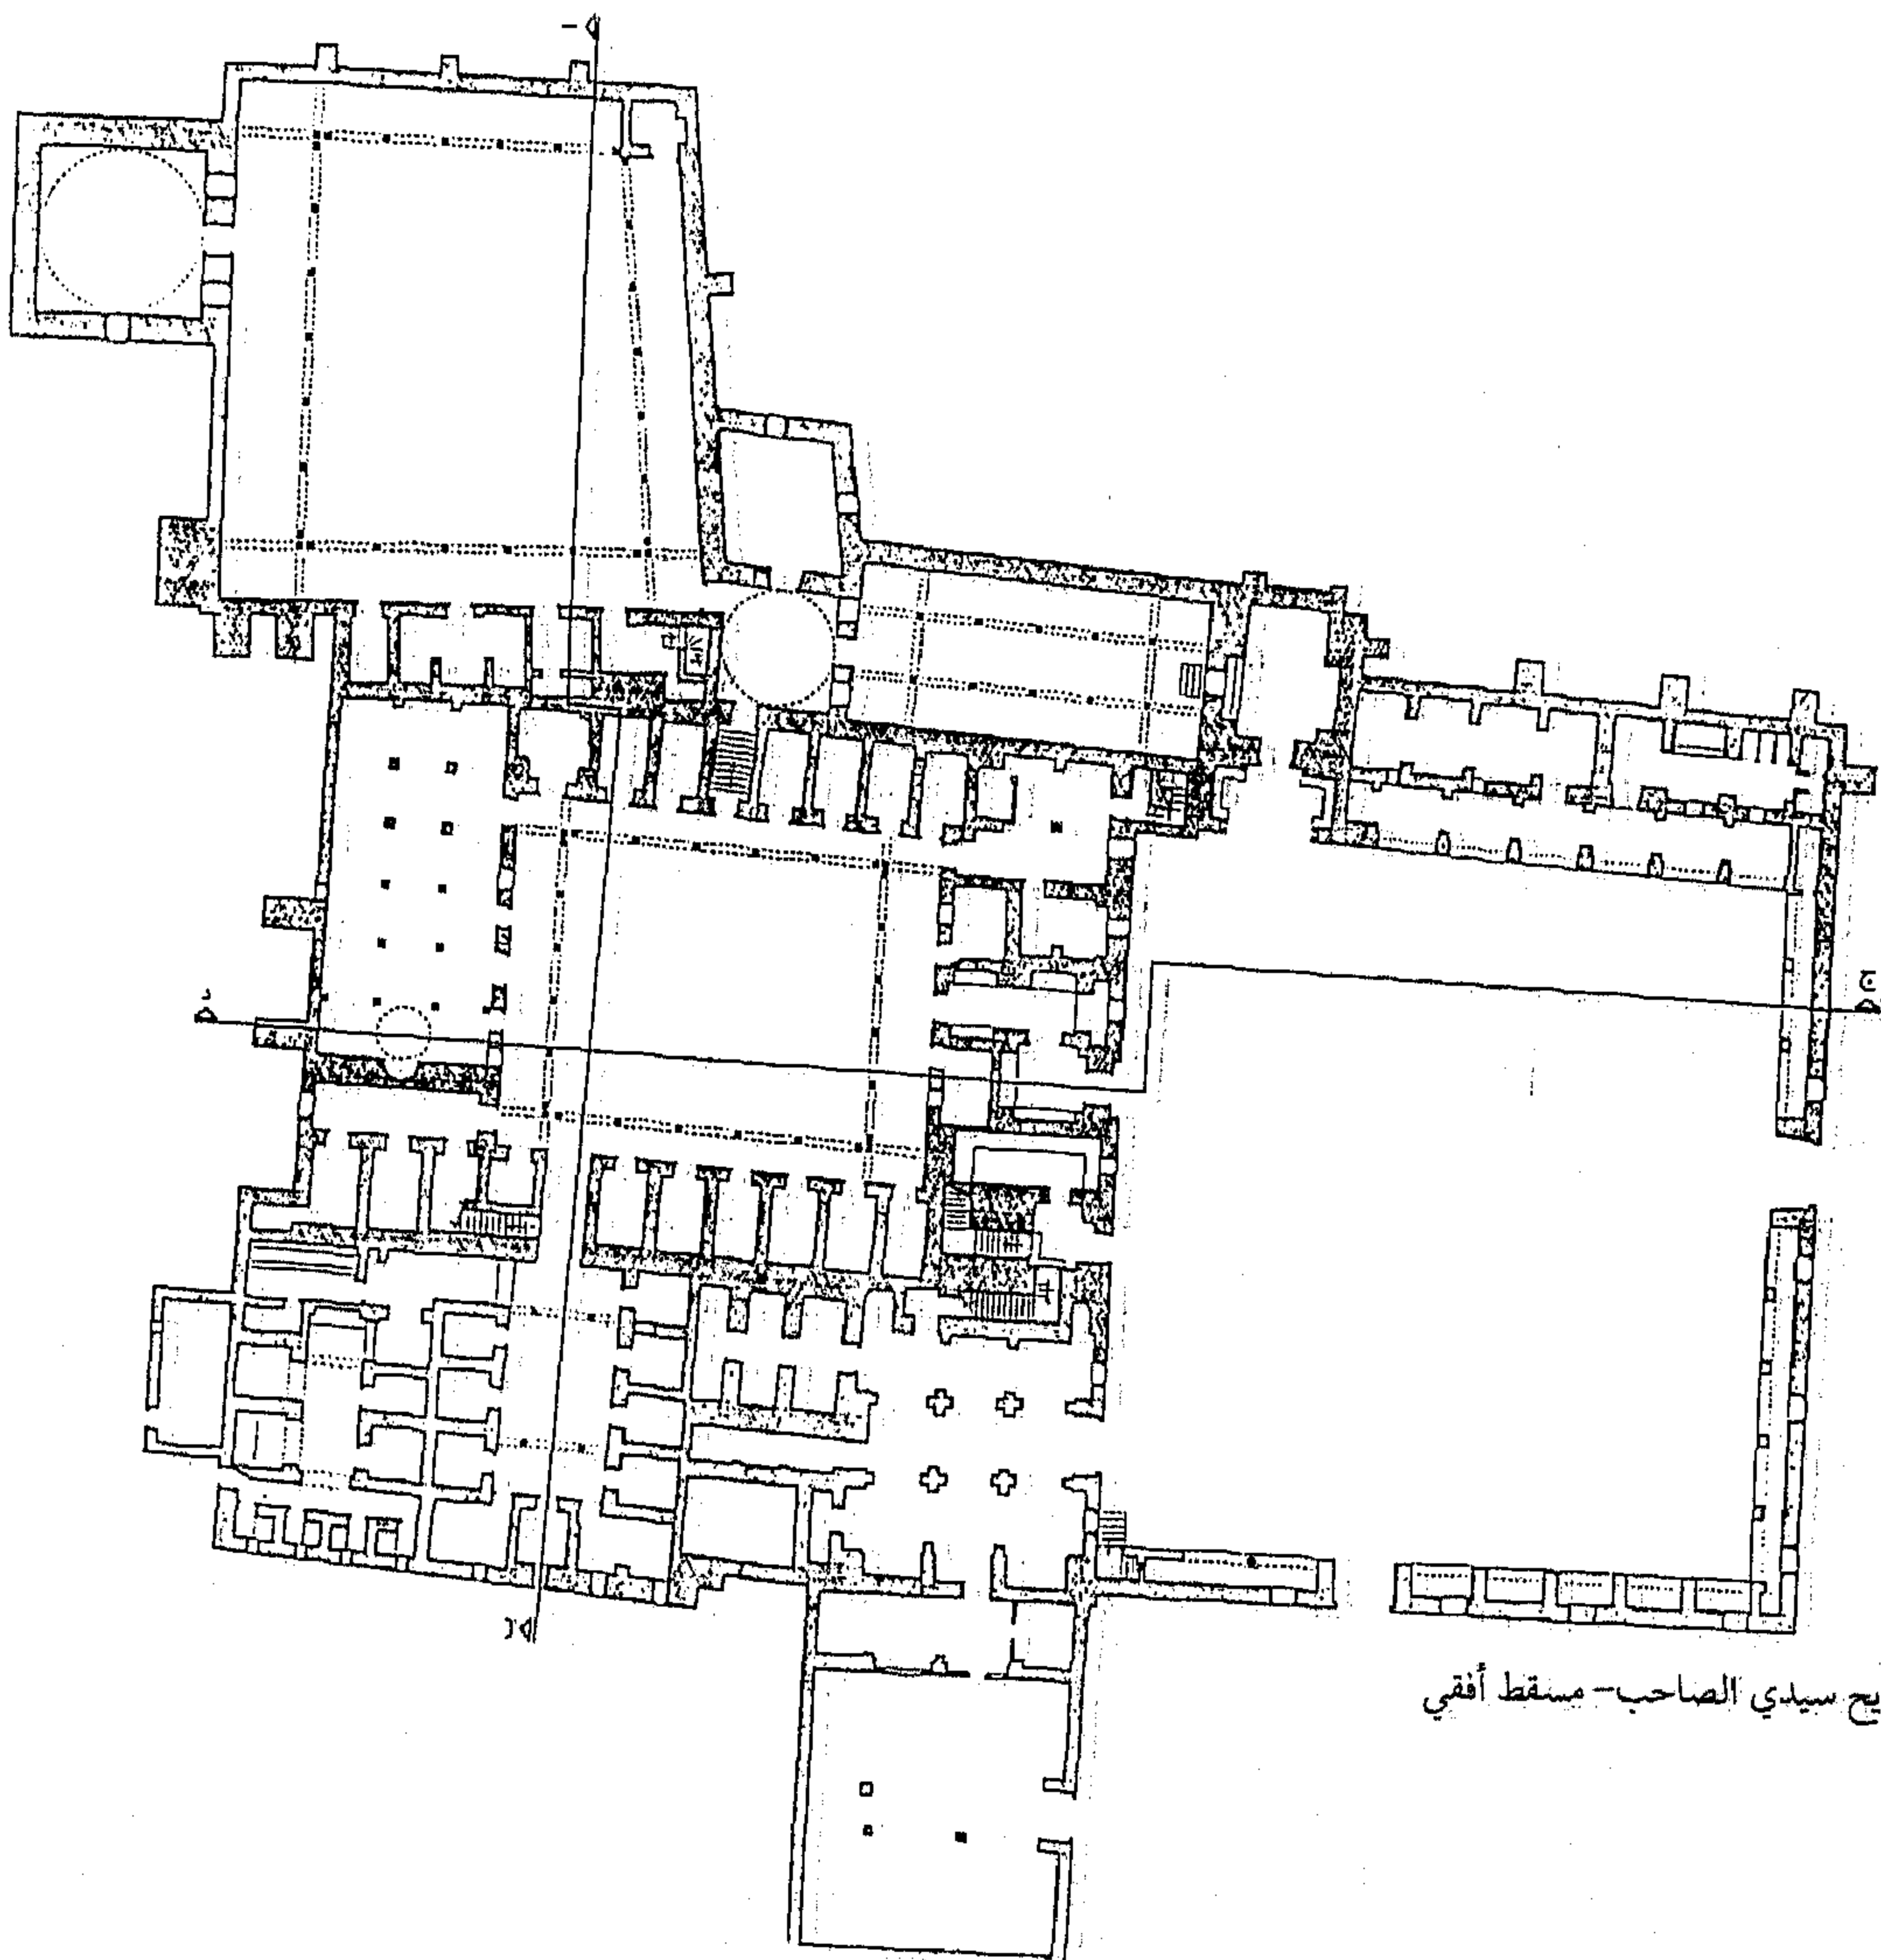 يح سيدي الصاحب - مسقط أفقي
د
ج